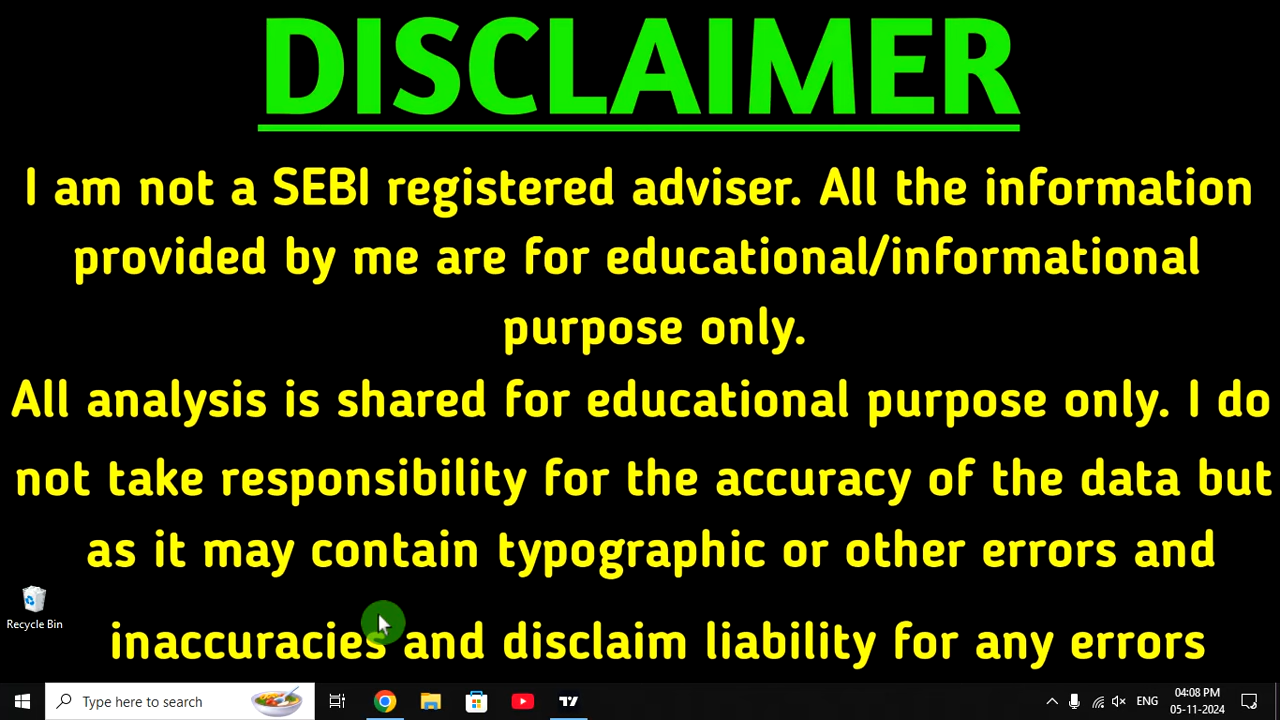 DISCLAIMER
I am not a SEBI registered adviser. All the information
provided by me are for educational/informational
purpose only.
All analysis is shared for educational purpose only. I do
not take responsibility for the accuracy of the data but
as it may contain typographic or other errors and
inaccuracies and disclaim liability for any errors
Recycle Bin
Type here to search
ENG
04:08 PM
05-11-2024